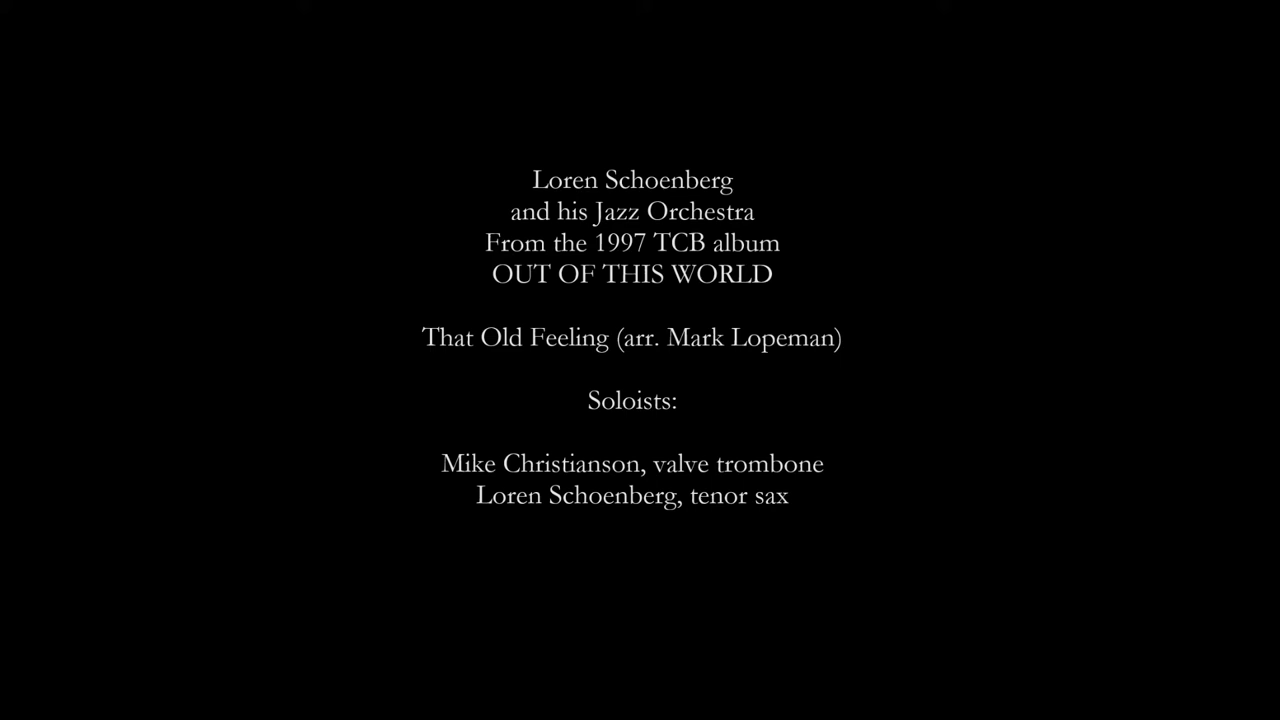 Loren Schoenberg
and his Jazz Orchestra
From the 1997 TCB album
OUT OF THIS WORLD
That Old Feeling (arr. Mark Lopeman)
Soloists:
Mike Christianson, valve trombone
Loren Schoenberg, tenor sax